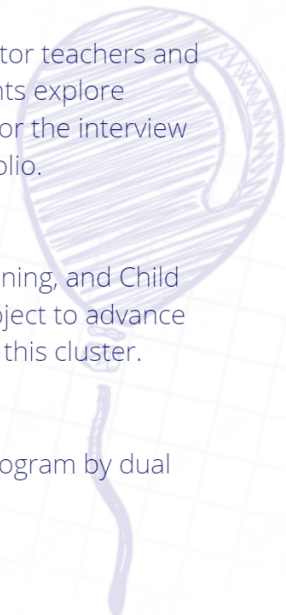 tor teachers and
nts explore
or the interview
olio.
ning, and Child
ject to advance
this cluster.
ogram by dual